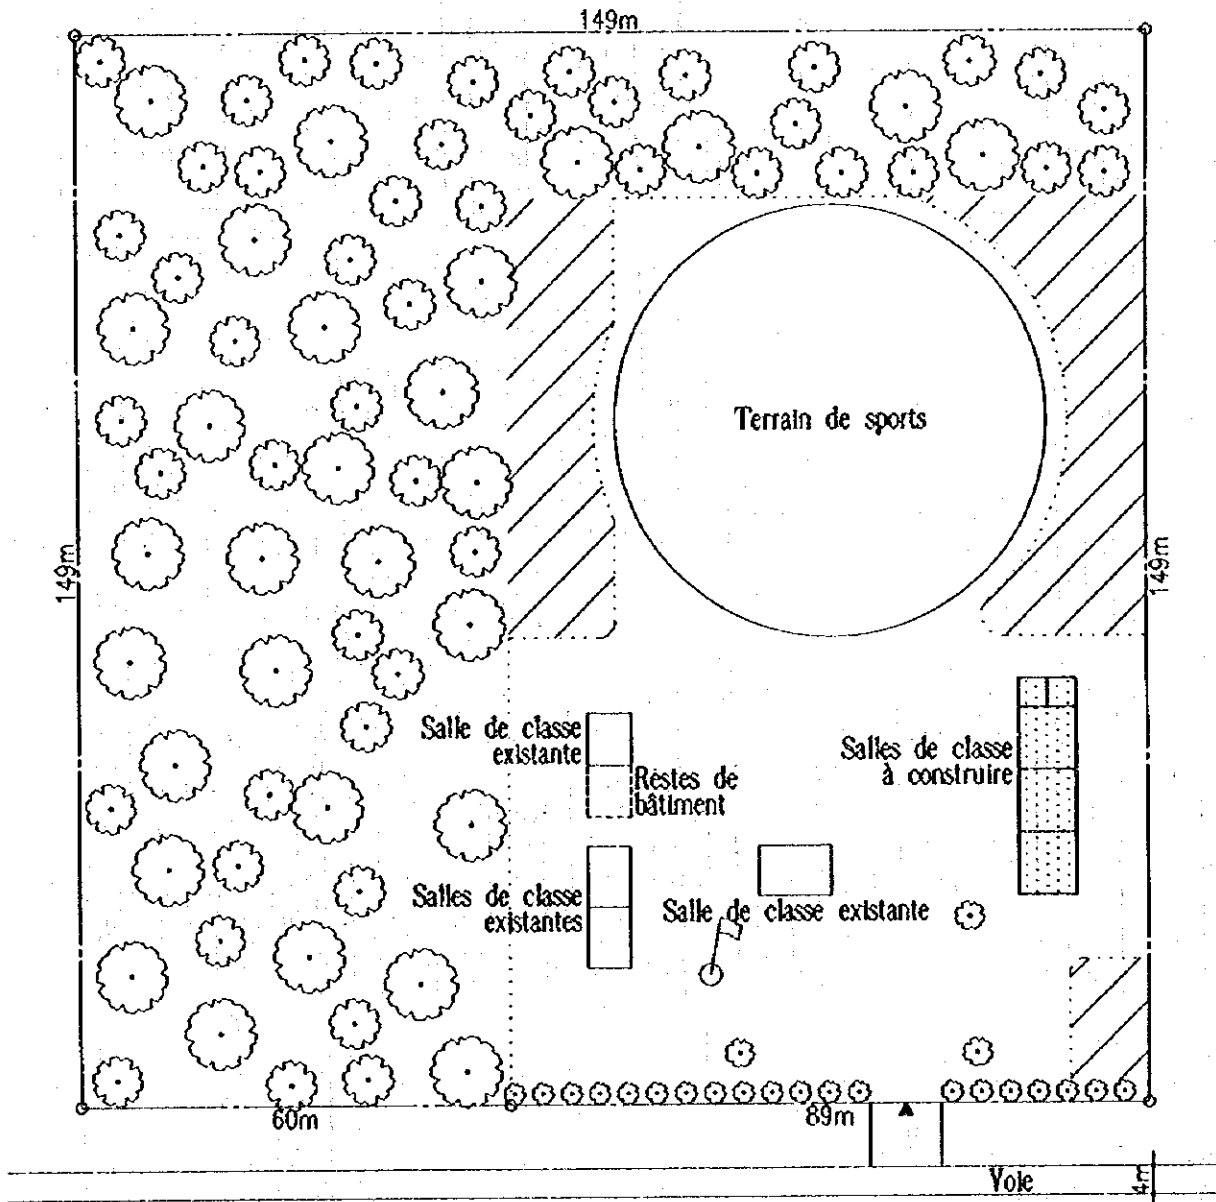 149m
Terrain de sports
149m
149m
Salle de classe
existante
Restes de
bâtiment
Salles de classe
à construire
Salles de classe
existantes
Salle de classe existante
60m
89m
Voie
4m